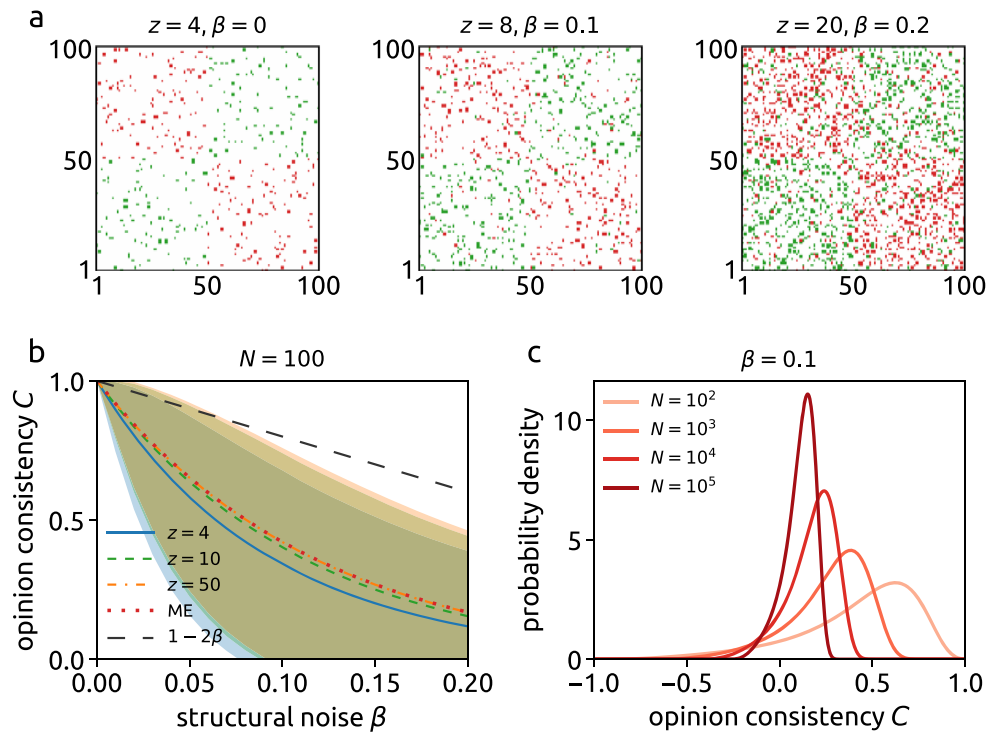 a
z = 4, β = 0
z = 8, β = 0.1
z = 20, β = 0.2
100
50
1
1
50
100
100
50
1
1
50
100
100
50
1
1
50
100
b
N = 100
opinion consistency C
1.0
0.5
0.0
z = 4
z = 10
z = 50
ME
1 − 2β
0.00
0.05
0.10
0.15
0.20
structural noise β
c
β = 0.1
probability density
10
5
0
N = 10²
N = 10³
N = 10⁴
N = 10⁵
−1.0
−0.5
0.0
0.5
1.0
opinion consistency C